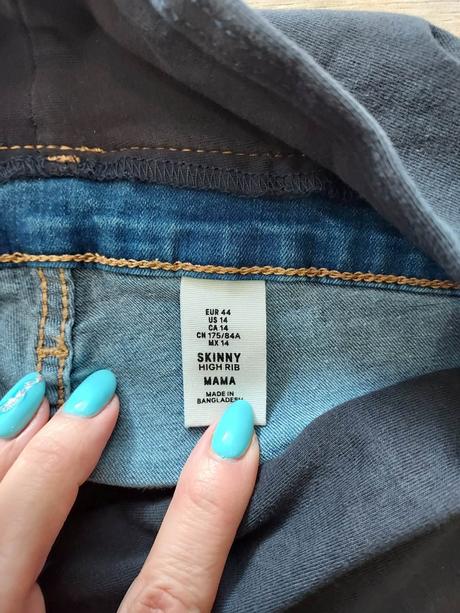 EUR 44
US 14
CA 14
CN 175/84A
MX 14
SKINNY
HIGH RIB
MAMA
MADE IN
BANGLADESH